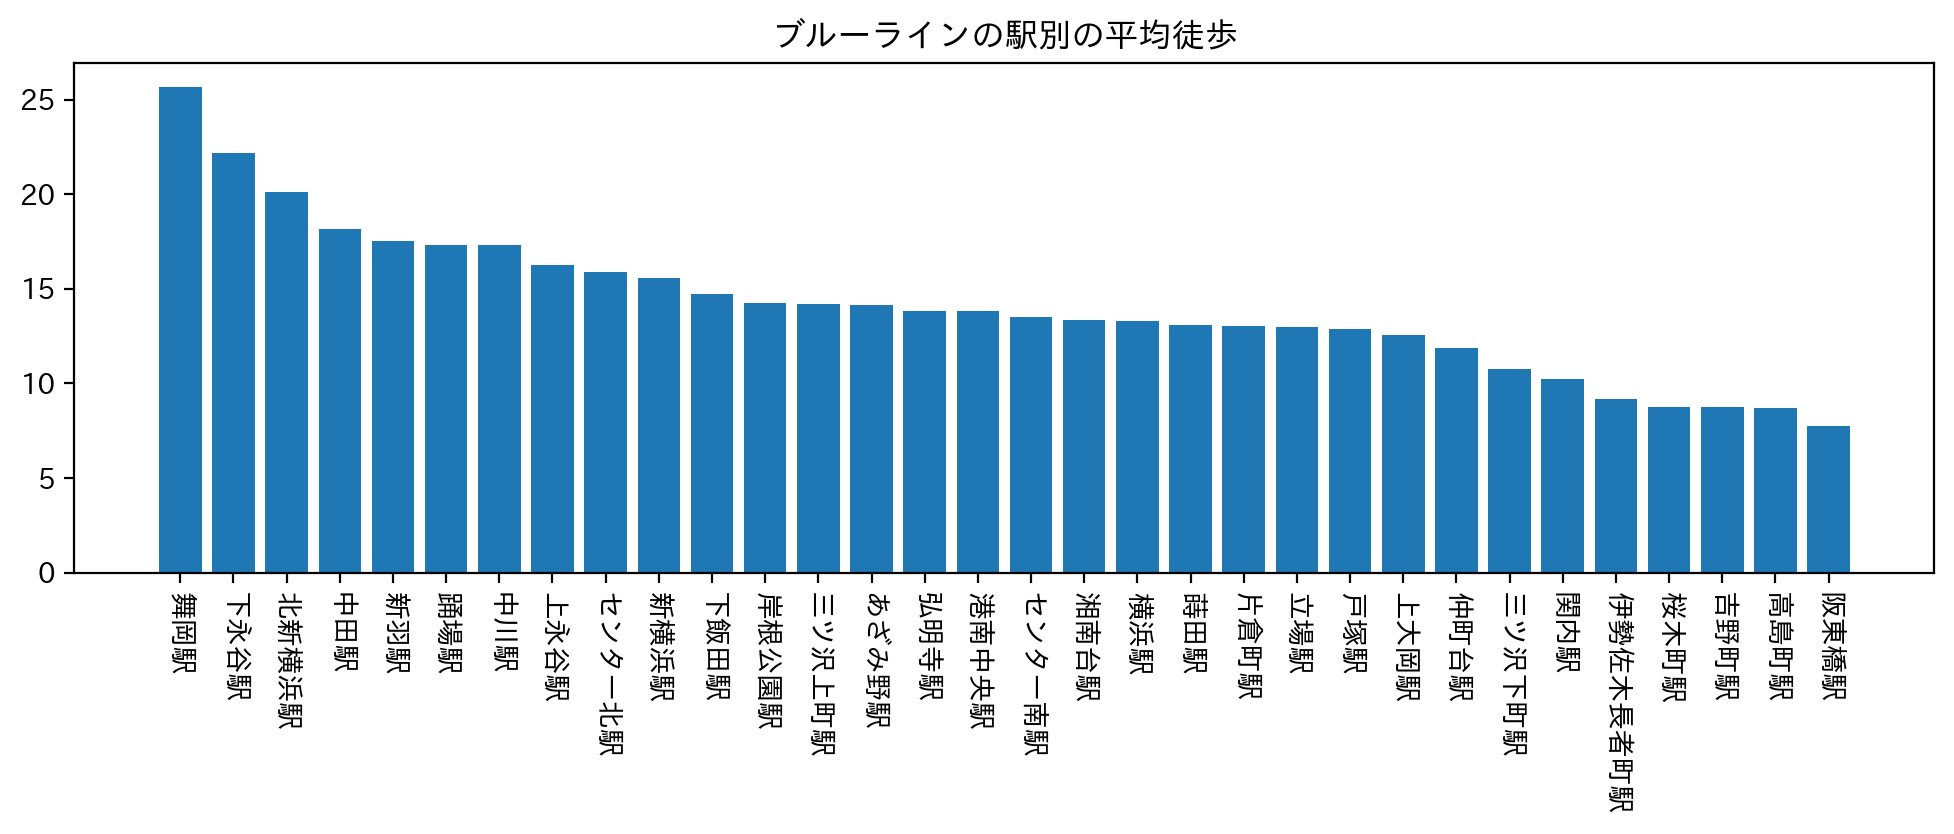 ブルーラインの駅別の平均徒歩
25
20
15
10
5
0
舞岡駅
下永谷駅
北新横浜駅
中田駅
新羽駅
踊場駅
中川駅
上永谷駅
センター北駅
新横浜駅
下飯田駅
岸根公園駅
三ツ沢上町駅
あざみ野駅
弘明寺駅
港南中央駅
センター南駅
湘南台駅
横浜駅
蒔田駅
片倉町駅
立場駅
戸塚駅
上大岡駅
仲町台駅
三ツ沢下町駅
関内駅
伊勢佐木長者町駅
桜木町駅
吉野町駅
高島町駅
阪東橋駅